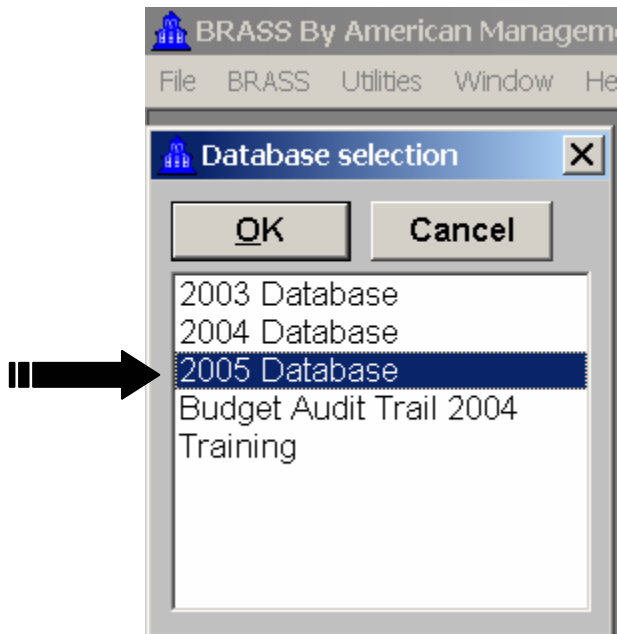 BRASS By American Managem
File BRASS Utilities Window He
Database selection
OK Cancel
2003 Database
2004 Database
2005 Database
Budget Audit Trail 2004
Training